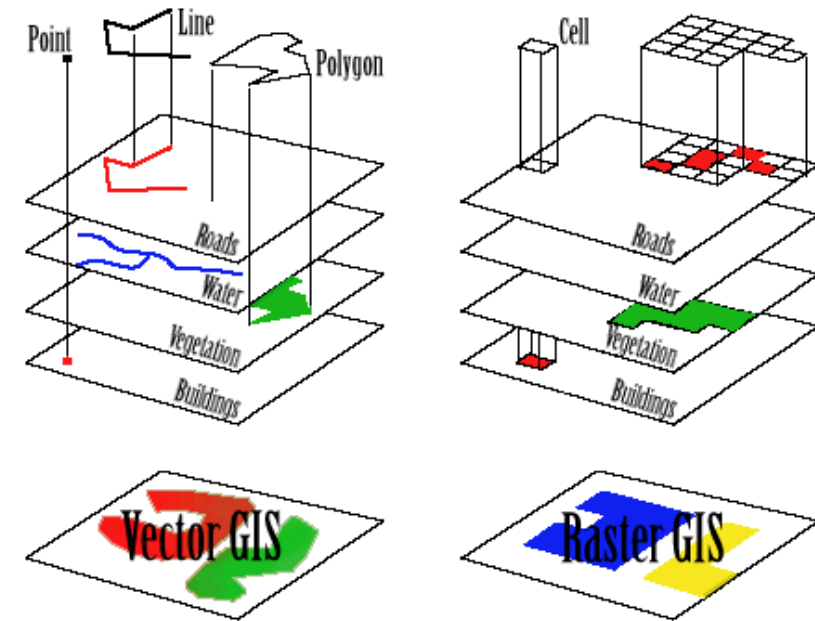 Point
Line
Polygon
Roads
Water
Vegetation
Buildings
Vector GIS
Cell
Roads
Water
Vegetation
Buildings
Raster GIS